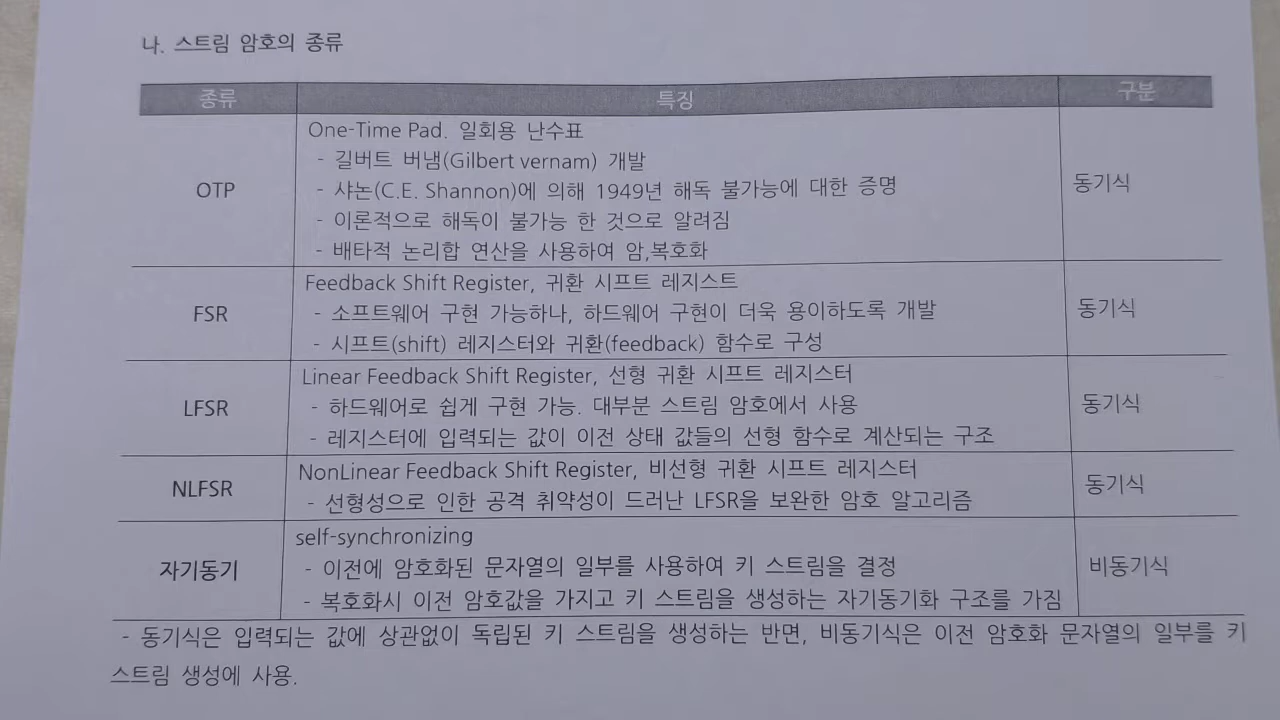 나. 스트림 암호의 종류
종류 특징 구분
One-Time Pad. 일회용 난수표
- 길버트 버냄(Gilbert vernam) 개발
OTP - 샤논(C.E. Shannon)에 의해 1949년 해독 불가능에 대한 증명 동기식
- 이론적으로 해독이 불가능 한 것으로 알려짐
- 배타적 논리합 연산을 사용하여 암,복호화
Feedback Shift Register, 귀환 시프트 레지스트
FSR - 소프트웨어 구현 가능하나, 하드웨어 구현이 더욱 용이하도록 개발 동기식
- 시프트(shift) 레지스터와 귀환(feedback) 함수로 구성
Linear Feedback Shift Register, 선형 귀환 시프트 레지스터
LFSR - 하드웨어로 쉽게 구현 가능. 대부분 스트림 암호에서 사용 동기식
- 레지스터에 입력되는 값이 이전 상태 값들의 선형 함수로 계산되는 구조
NonLinear Feedback Shift Register, 비선형 귀환 시프트 레지스터
NLFSR - 선형성으로 인한 공격 취약성이 드러난 LFSR을 보완한 암호 알고리즘 동기식
self-synchronizing
자기동기 - 이전에 암호화된 문자열의 일부를 사용하여 키 스트림을 결정 비동기식
- 복호화시 이전 암호값을 가지고 키 스트림을 생성하는 자기동기화 구조를 가짐
- 동기식은 입력되는 값에 상관없이 독립된 키 스트림을 생성하는 반면, 비동기식은 이전 암호화 문자열의 일부를 키
스트림 생성에 사용.